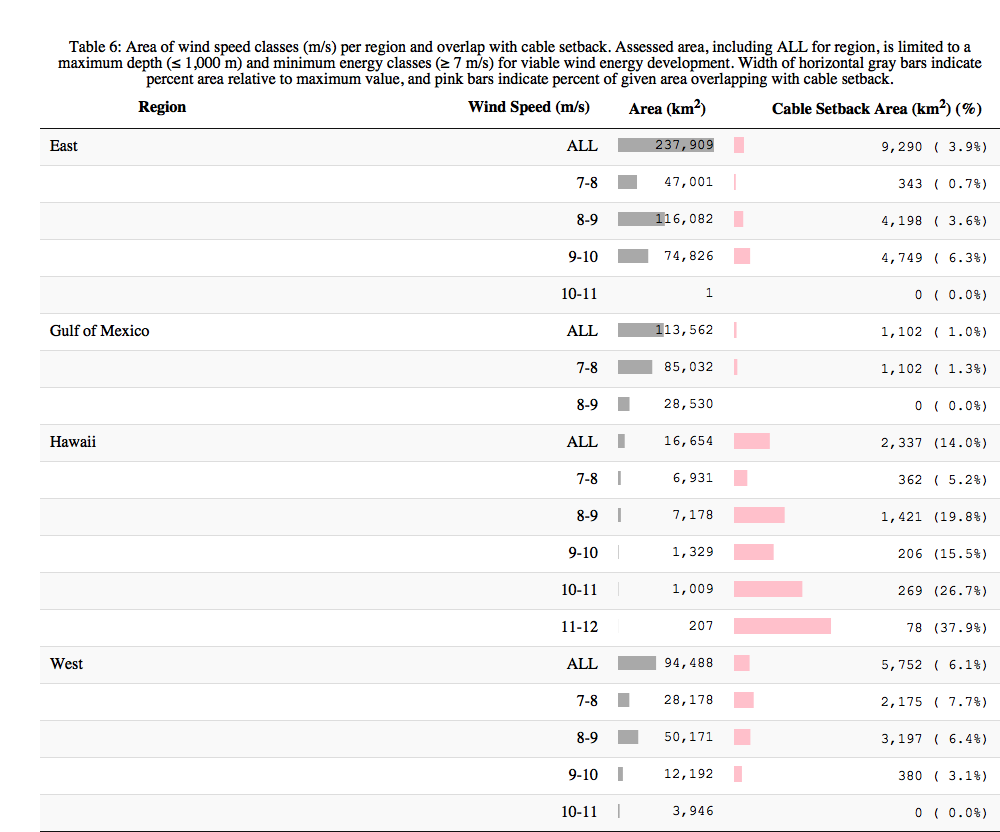 Table 6: Area of wind speed classes (m/s) per region and overlap with cable setback. Assessed area, including ALL for region, is limited to a
maximum depth (≤ 1,000 m) and minimum energy classes (≥ 7 m/s) for viable wind energy development. Width of horizontal gray bars indicate
percent area relative to maximum value, and pink bars indicate percent of given area overlapping with cable setback.
Region Wind Speed (m/s) Area (km²) Cable Setback Area (km²) (%)
East ALL 237,909 9,290 ( 3.9%)
7-8 47,001 343 ( 0.7%)
8-9 116,082 4,198 ( 3.6%)
9-10 74,826 4,749 ( 6.3%)
10-11 1 0 ( 0.0%)
Gulf of Mexico ALL 113,562 1,102 ( 1.0%)
7-8 85,032 1,102 ( 1.3%)
8-9 28,530 0 ( 0.0%)
Hawaii ALL 16,654 2,337 (14.0%)
7-8 6,931 362 ( 5.2%)
8-9 7,178 1,421 (19.8%)
9-10 1,329 206 (15.5%)
10-11 1,009 269 (26.7%)
11-12 207 78 (37.9%)
West ALL 94,488 5,752 ( 6.1%)
7-8 28,178 2,175 ( 7.7%)
8-9 50,171 3,197 ( 6.4%)
9-10 12,192 380 ( 3.1%)
10-11 3,946 0 ( 0.0%)